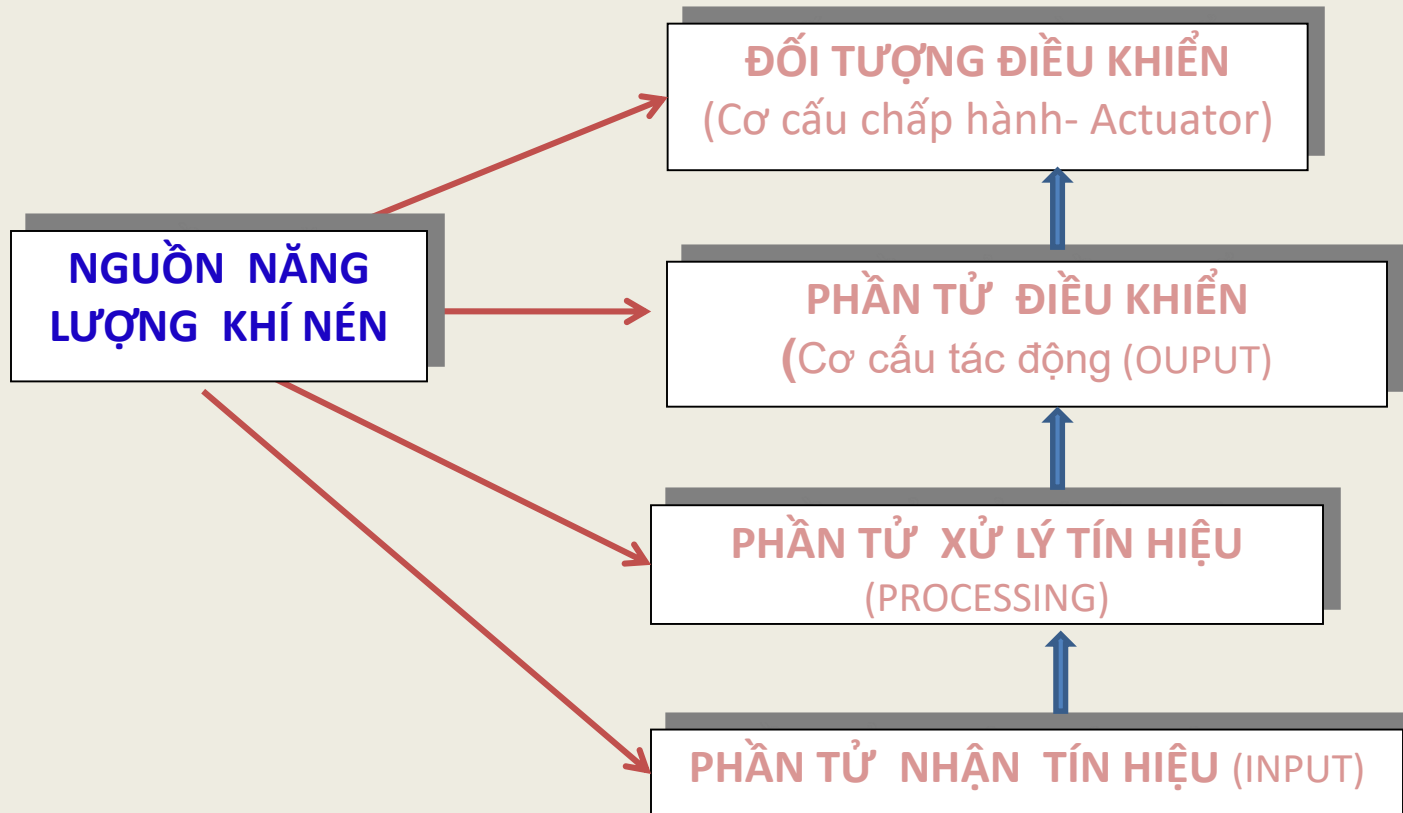 ĐỐI TƯỢNG ĐIỀU KHIỂN
(Cơ cấu chấp hành- Actuator)
NGUỒN NĂNG
LƯỢNG KHÍ NÉN
PHẦN TỬ ĐIỀU KHIỂN
(Cơ cấu tác động (OUPUT)
PHẦN TỬ XỬ LÝ TÍN HIỆU
(PROCESSING)
PHẦN TỬ NHẬN TÍN HIỆU (INPUT)